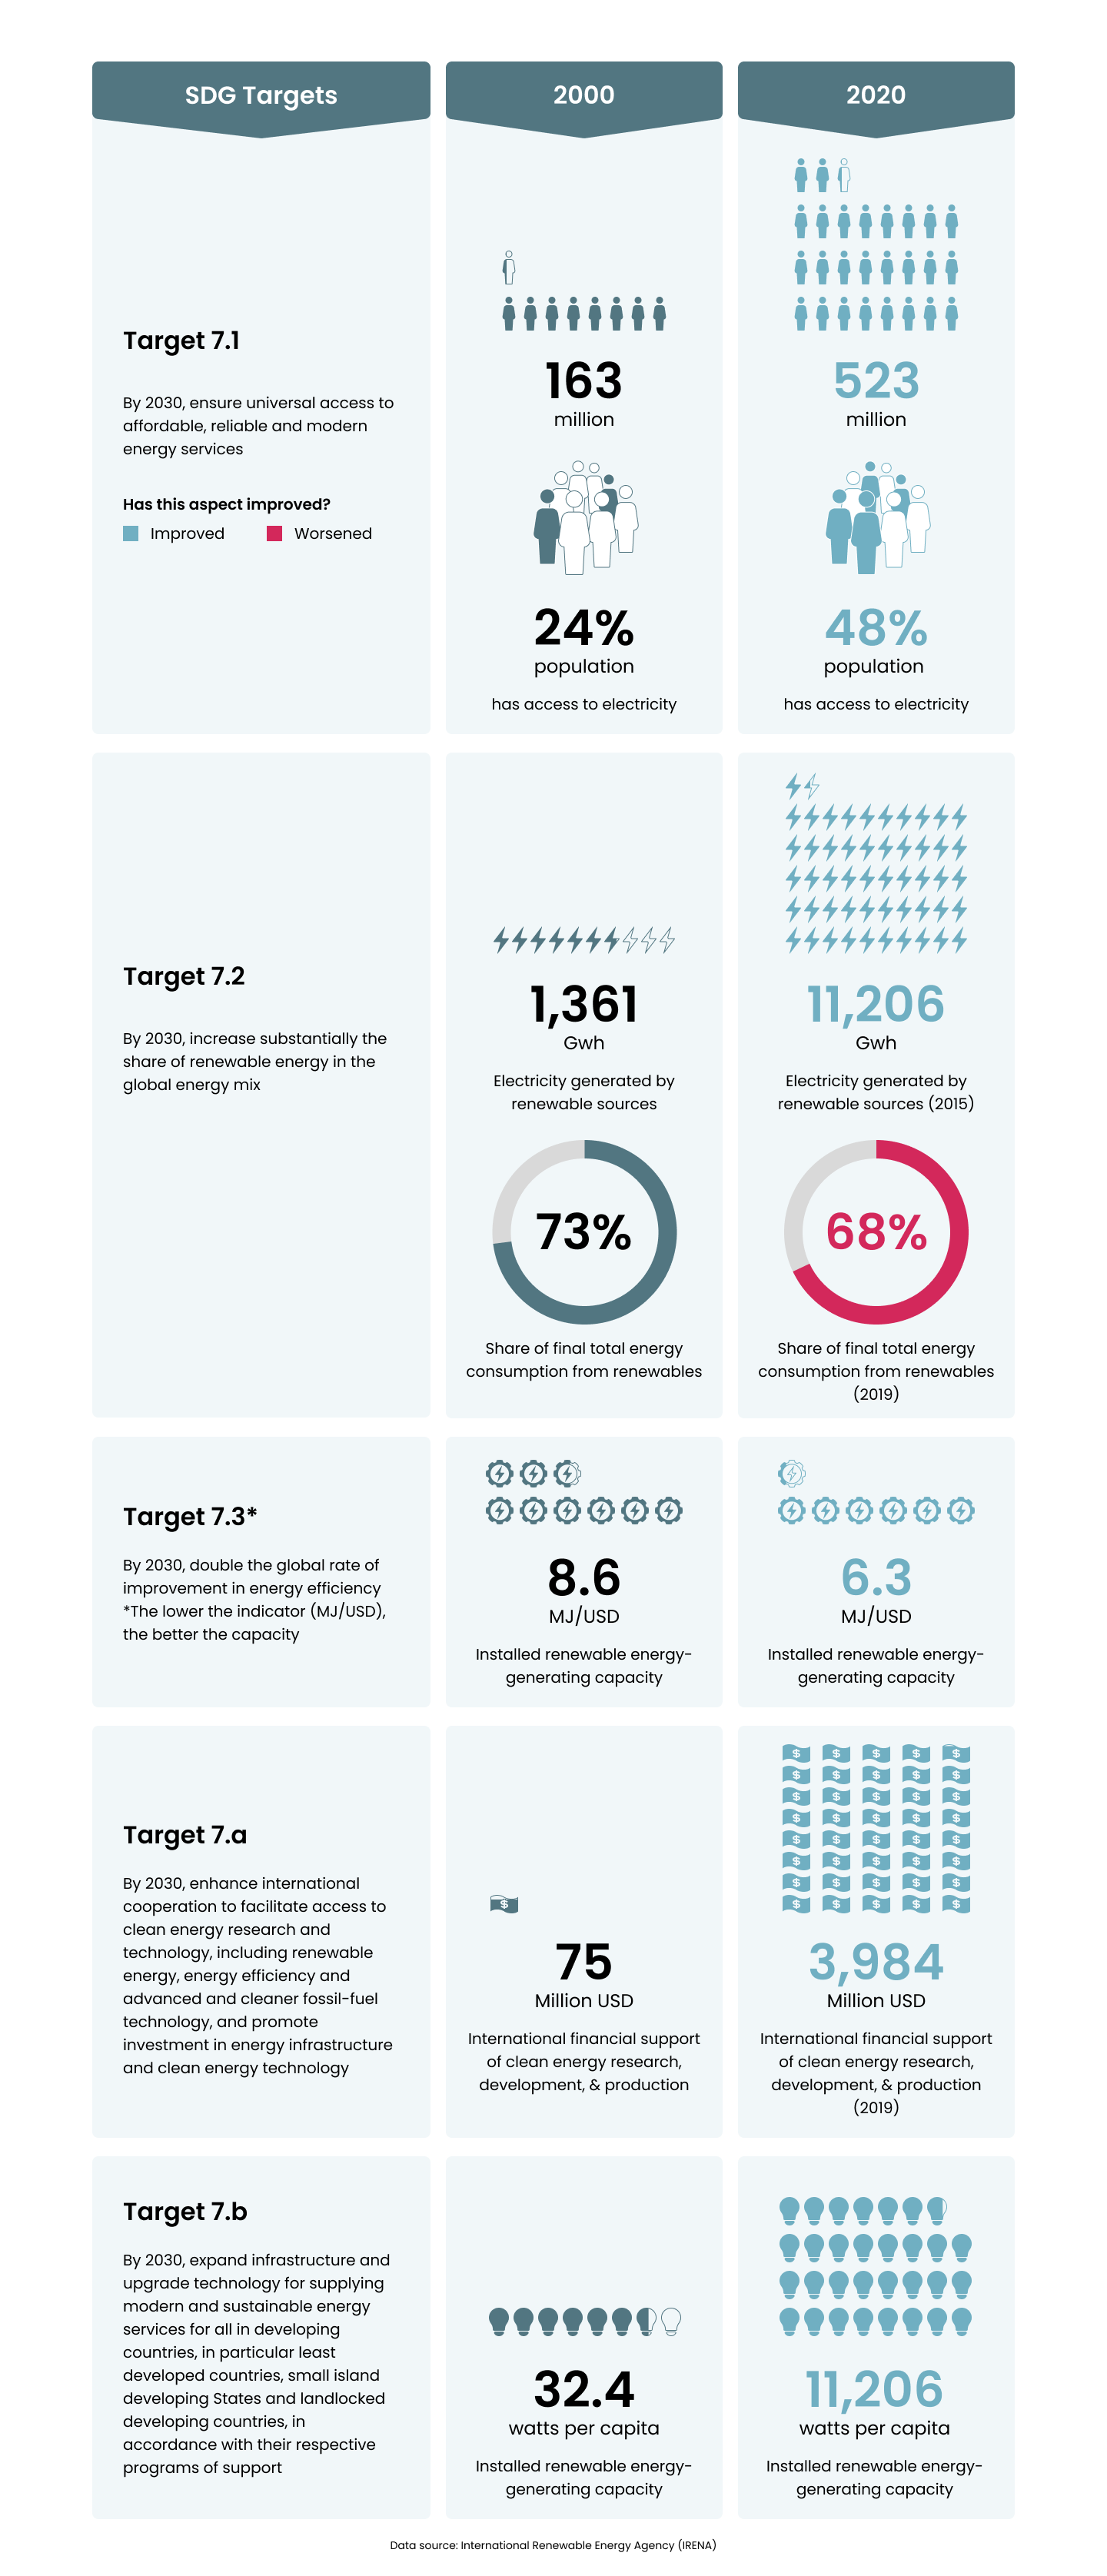 SDG Targets
2000
2020
Target 7.1
By 2030, ensure universal access to
affordable, reliable and modern
energy services
Has this aspect improved?
Improved
Worsened
163
million
24%
population
has access to electricity
523
million
48%
population
has access to electricity
Target 7.2
By 2030, increase substantially the
share of renewable energy in the
global energy mix
1,361
Gwh
Electricity generated by
renewable sources
73%
Share of final total energy
consumption from renewables
11,206
Gwh
Electricity generated by
renewable sources (2015)
68%
Share of final total energy
consumption from renewables
(2019)
Target 7.3*
By 2030, double the global rate of
improvement in energy efficiency
*The lower the indicator (MJ/USD),
the better the capacity
8.6
MJ/USD
Installed renewable energy-
generating capacity
6.3
MJ/USD
Installed renewable energy-
generating capacity
Target 7.a
By 2030, enhance international
cooperation to facilitate access to
clean energy research and
technology, including renewable
energy, energy efficiency and
advanced and cleaner fossil-fuel
technology, and promote
investment in energy infrastructure
and clean energy technology
75
Million USD
International financial support
of clean energy research,
development, & production
3,984
Million USD
International financial support
of clean energy research,
development, & production
(2019)
Target 7.b
By 2030, expand infrastructure and
upgrade technology for supplying
modern and sustainable energy
services for all in developing
countries, in particular least
developed countries, small island
developing States and landlocked
developing countries, in
accordance with their respective
programs of support
32.4
watts per capita
Installed renewable energy-
generating capacity
11,206
watts per capita
Installed renewable energy-
generating capacity
Data source: International Renewable Energy Agency (IRENA)